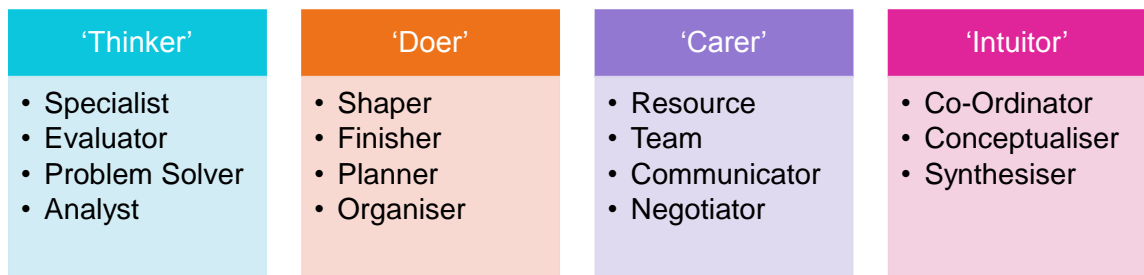 ‘Thinker’
• Specialist
• Evaluator
• Problem Solver
• Analyst
‘Doer’
• Shaper
• Finisher
• Planner
• Organiser
‘Carer’
• Resource
• Team
• Communicator
• Negotiator
‘Intuitor’
• Co-Ordinator
• Conceptualiser
• Synthesiser